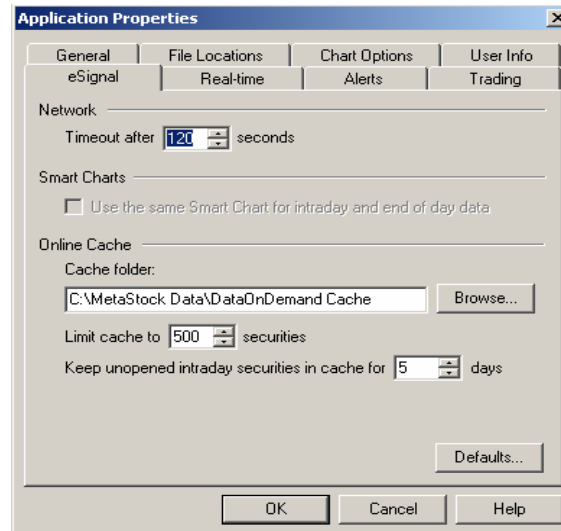 Application Properties
General File Locations Chart Options User Info
eSignal Real-time Alerts Trading
Network
Timeout after 120 seconds
Smart Charts
Use the same Smart Chart for intraday and end of day data
Online Cache
Cache folder:
C:\MetaStock Data\DataOnDemand Cache Browse...
Limit cache to 500 securities
Keep unopened intraday securities in cache for 5 days
Defaults...
OK Cancel Help